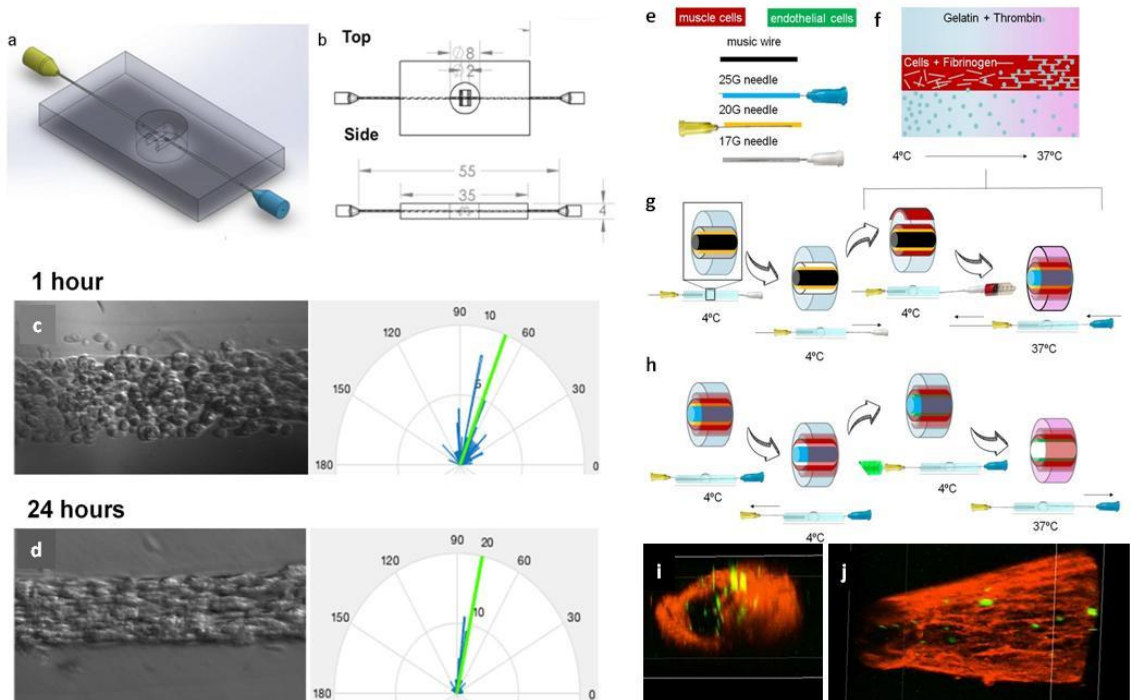 a
b
Top
∅8
2
Side
55
35
4
1 hour
c
90
10
120
60
5
150
30
180
0
24 hours
d
90
20
120
60
10
150
30
180
0
e
muscle cells
endothelial cells
music wire
25G needle
20G needle
17G needle
f
Gelatin + Thrombin
Cells + Fibrinogen
4ºC
37ºC
g
4ºC
4ºC
4ºC
37ºC
h
4ºC
4ºC
4ºC
37ºC
i
j